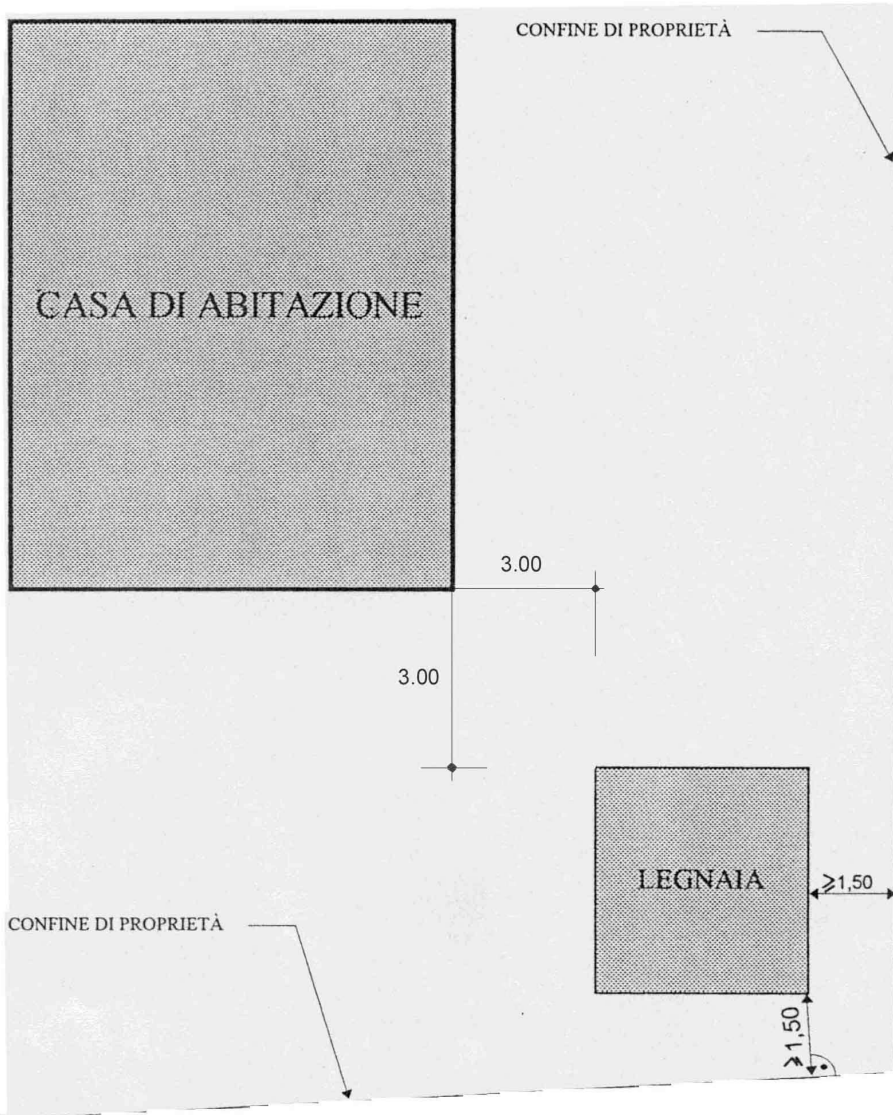 CONFINE DI PROPRIETÀ
CASA DI ABITAZIONE
3.00
3.00
LEGNAIA
⩾1,50
CONFINE DI PROPRIETÀ
⩾1,50